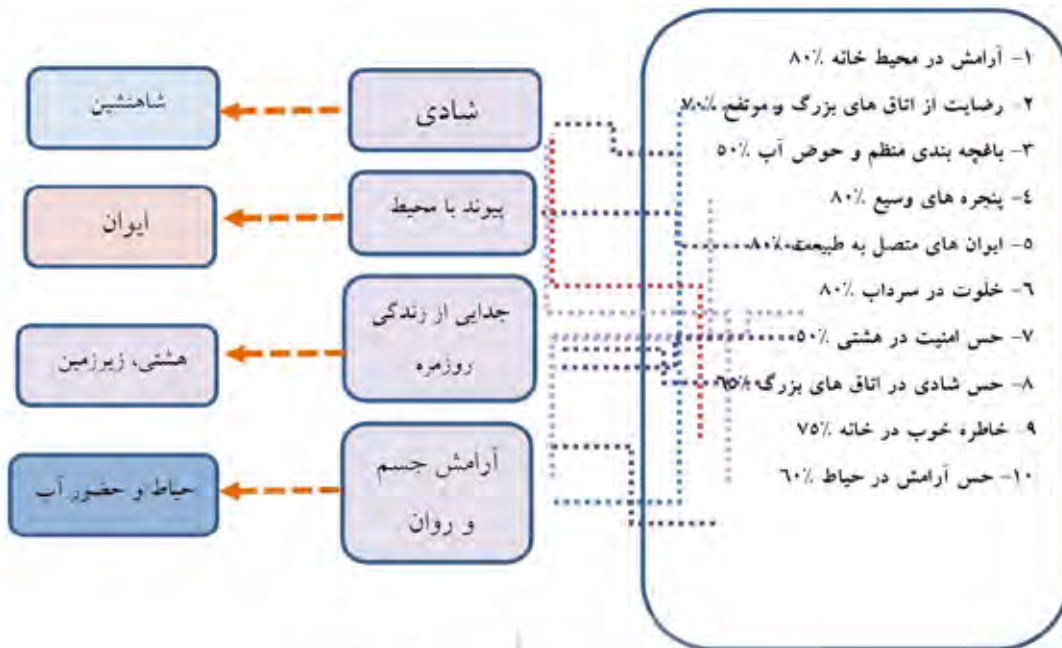 ۱- آرامش در محیط خانه ۸۰٪
۲- رضایت از اتاق های بزرگ و مرتفع ۷۰٪
۳- باغچه بندی منظم و حوض آب ۵۰٪
٤- پنجره های وسیع ۸۰٪
۵- ایوان های متصل به طبیعت ۸۰٪
٦- خلوت در سرداب ۸۰٪
۷- حس امنیت در هشتی ۵۰٪
۸- حس شادی در اتاق های بزرگ ٦۵٪
۹- خاطره خوب در خانه ۷۵٪
۱۰- حس آرامش در حیاط ٦۰٪
شادی
شاهنشین
پیوند با محیط
ایوان
جدایی از زندگی
روزمره
هشتی، زیرزمین
آرامش جسم
و روان
حیاط و حضور آب